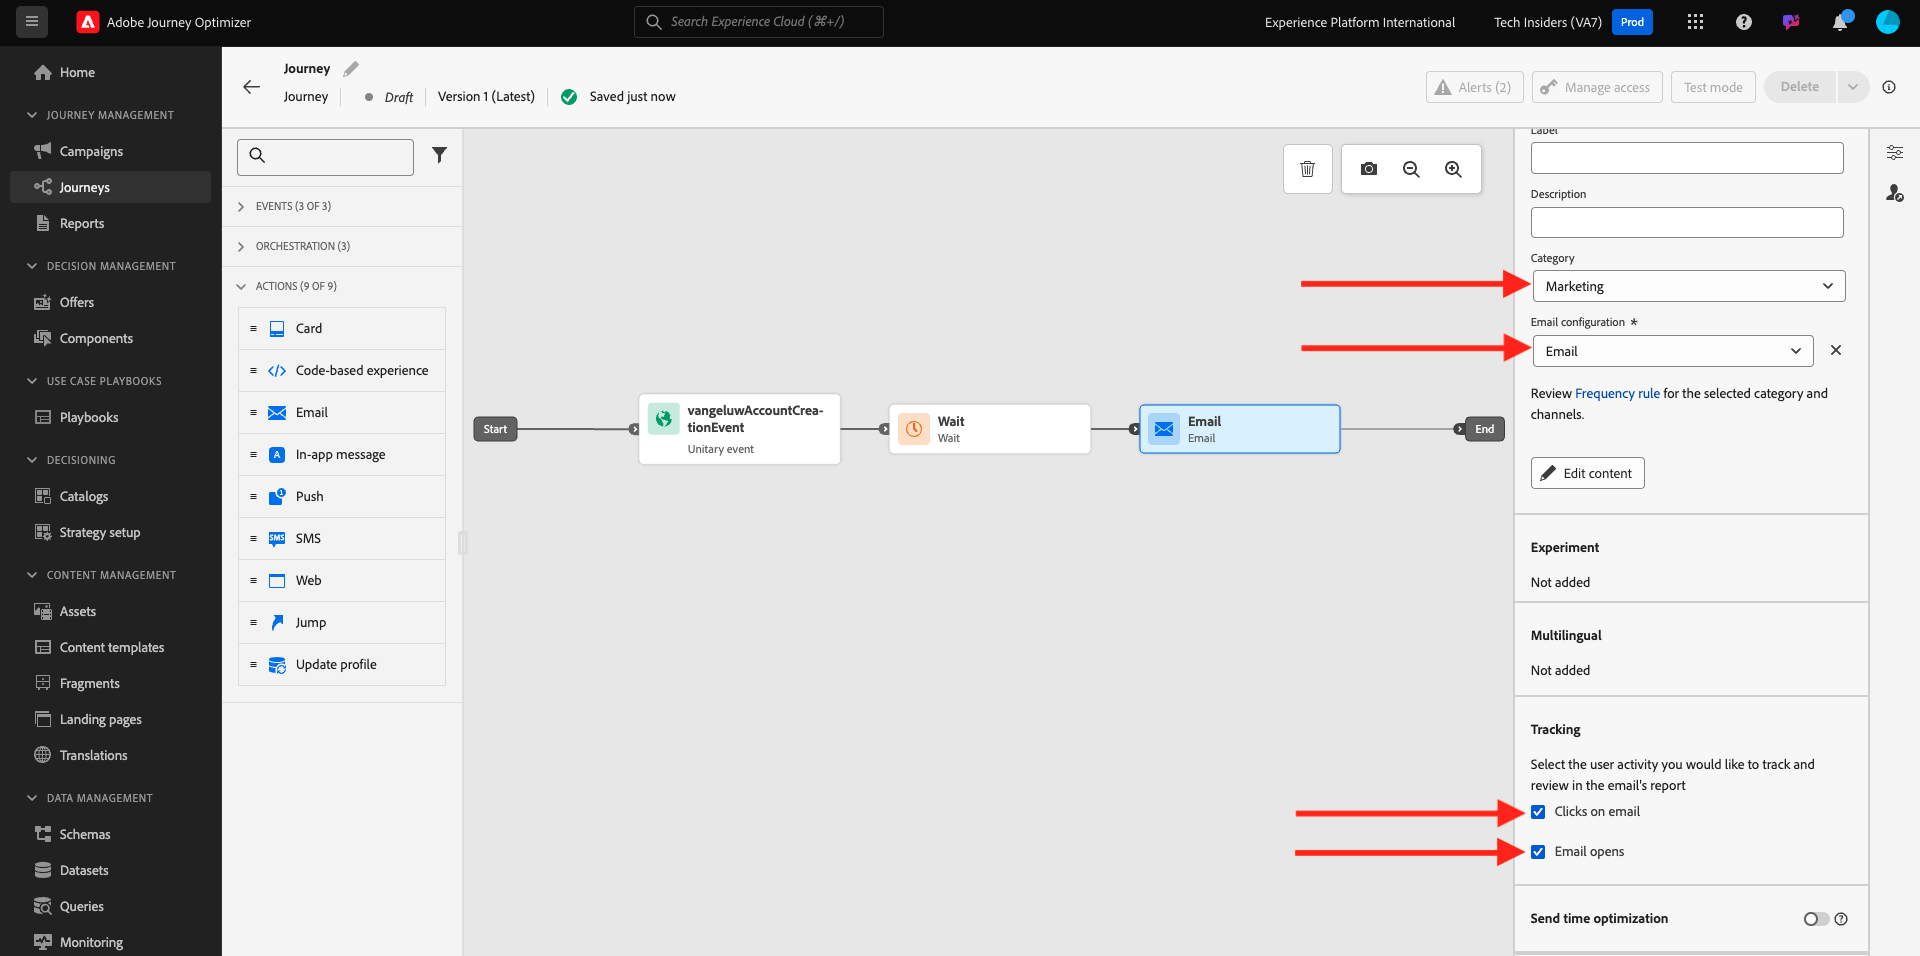 Adobe Journey Optimizer
Search Experience Cloud (⌘+/)
Experience Platform International
Tech Insiders (VA7)
Prod
Home
JOURNEY MANAGEMENT
Campaigns
Journeys
Reports
DECISION MANAGEMENT
Offers
Components
USE CASE PLAYBOOKS
Playbooks
DECISIONING
Catalogs
Strategy setup
CONTENT MANAGEMENT
Assets
Content templates
Fragments
Landing pages
Translations
DATA MANAGEMENT
Schemas
Datasets
Queries
Monitoring
Journey
Journey
Draft
Version 1 (Latest)
Saved just now
Alerts (2)
Manage access
Test mode
Delete
EVENTS (3 OF 3)
ORCHESTRATION (3)
ACTIONS (9 OF 9)
Card
Code-based experience
Email
In-app message
Push
SMS
Web
Jump
Update profile
Start
vangeluwAccountCrea-
tionEvent
Unitary event
Wait
Wait
Email
Email
End
Label
Description
Category
Marketing
Email configuration *
Email
Review Frequency rule for the selected category and
channels.
Edit content
Experiment
Not added
Multilingual
Not added
Tracking
Select the user activity you would like to track and
review in the email's report
Clicks on email
Email opens
Send time optimization